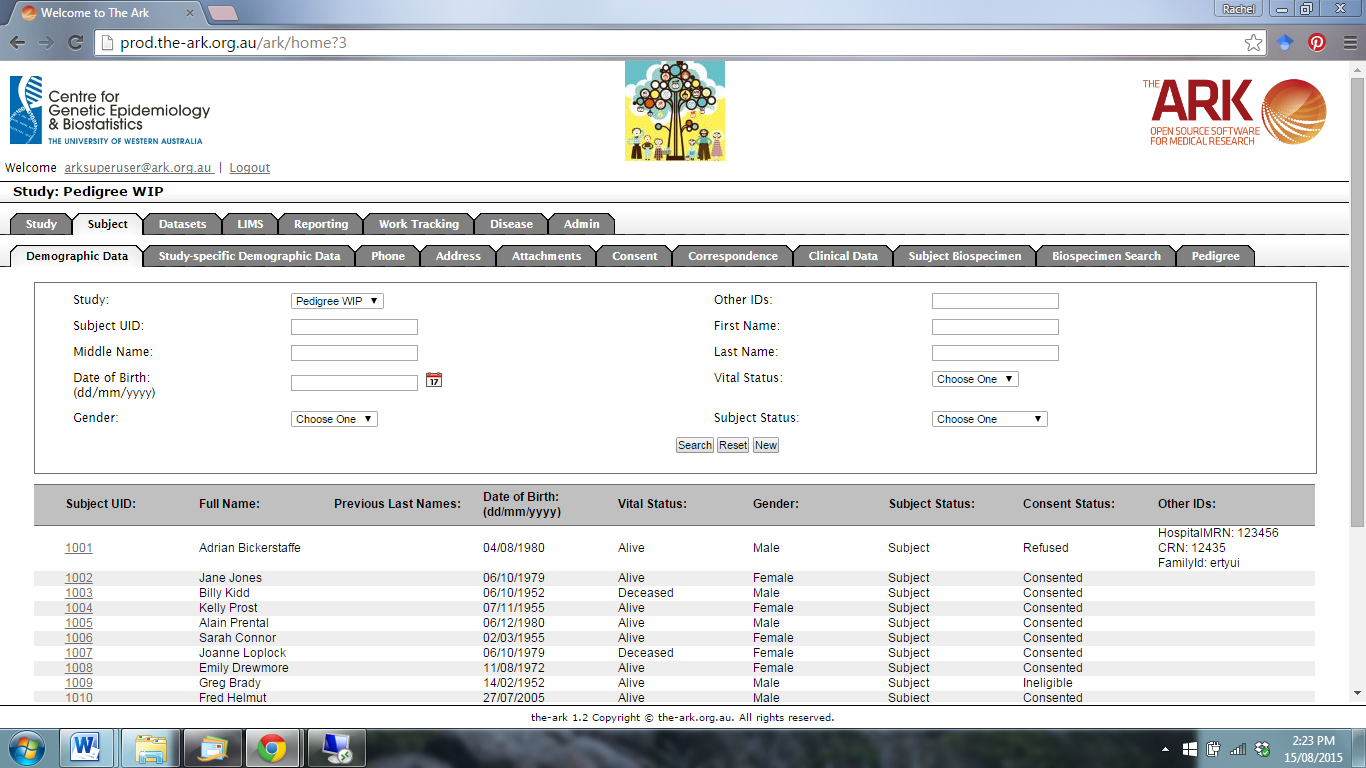 Welcome to The Ark
Rachel
prod.the-ark.org.au/ark/home?3
Centre for
Genetic Epidemiology
& Biostatistics
THE UNIVERSITY OF WESTERN AUSTRALIA
THE
ARK
OPEN SOURCE SOFTWARE
FOR MEDICAL RESEARCH
Welcome arksuperuser@ark.org.au | Logout
Study: Pedigree WIP
Study Subject Datasets LIMS Reporting Work Tracking Disease Admin
Demographic Data Study-specific Demographic Data Phone Address Attachments Consent Correspondence Clinical Data Subject Biospecimen Biospecimen Search Pedigree
Study: Pedigree WIP Other IDs:
Subject UID: First Name:
Middle Name: Last Name:
Date of Birth: 17 Vital Status: Choose One
(dd/mm/yyyy)
Gender: Choose One Subject Status: Choose One
Search Reset New
Subject UID: Full Name: Previous Last Names: Date of Birth: (dd/mm/yyyy) Vital Status: Gender: Subject Status: Consent Status: Other IDs:
1001 Adrian Bickerstaffe 04/08/1980 Alive Male Subject Refused HospitalMRN: 123456
CRN: 12435
FamilyId: ertyui
1002 Jane Jones 06/10/1979 Alive Female Subject Consented
1003 Billy Kidd 06/10/1952 Deceased Male Subject Consented
1004 Kelly Prost 07/11/1955 Alive Female Subject Consented
1005 Alain Prental 06/12/1980 Alive Male Subject Consented
1006 Sarah Connor 02/03/1955 Alive Female Subject Consented
1007 Joanne Loplock 06/10/1979 Deceased Female Subject Consented
1008 Emily Drewmore 11/08/1972 Alive Female Subject Consented
1009 Greg Brady 14/02/1952 Alive Male Subject Ineligible
1010 Fred Helmut 27/07/2005 Alive Male Subject Consented
the-ark 1.2 Copyright © the-ark.org.au. All rights reserved.
2:23 PM
15/08/2015